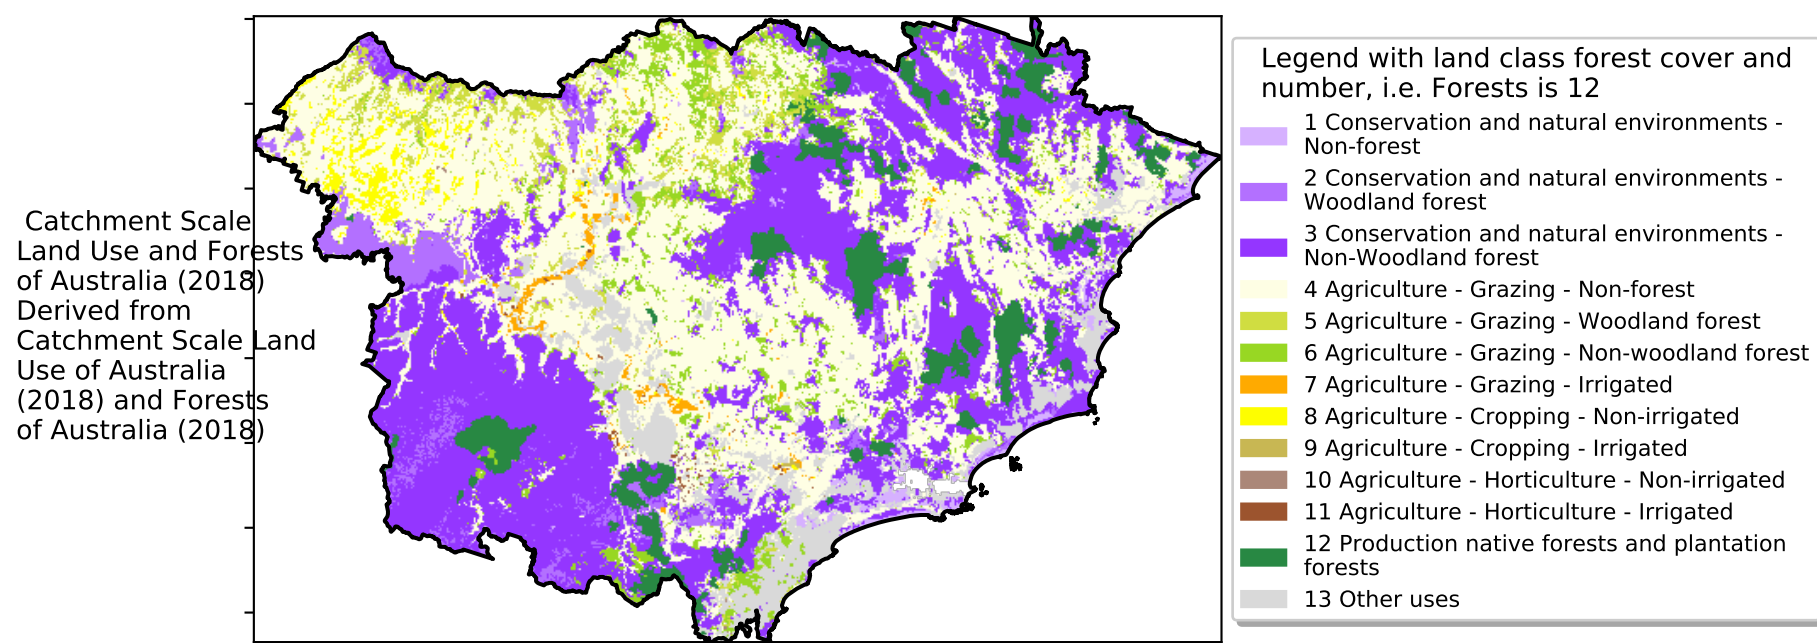 Catchment Scale
Land Use and Forests
of Australia (2018)
Derived from
Catchment Scale Land
Use of Australia
(2018) and Forests
of Australia (2018)
Legend with land class forest cover and
number, i.e. Forests is 12
1 Conservation and natural environments -
Non-forest
2 Conservation and natural environments -
Woodland forest
3 Conservation and natural environments -
Non-Woodland forest
4 Agriculture - Grazing - Non-forest
5 Agriculture - Grazing - Woodland forest
6 Agriculture - Grazing - Non-woodland forest
7 Agriculture - Grazing - Irrigated
8 Agriculture - Cropping - Non-irrigated
9 Agriculture - Cropping - Irrigated
10 Agriculture - Horticulture - Non-irrigated
11 Agriculture - Horticulture - Irrigated
12 Production native forests and plantation
forests
13 Other uses